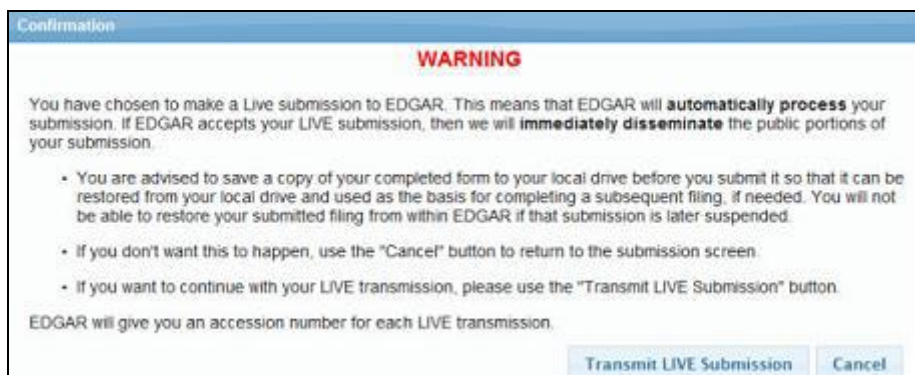 Confirmation
WARNING
You have chosen to make a Live submission to EDGAR. This means that EDGAR will automatically process your
submission. If EDGAR accepts your LIVE submission, then we will immediately disseminate the public portions of
your submission.
• You are advised to save a copy of your completed form to your local drive before you submit it so that it can be
restored from your local drive and used as the basis for completing a subsequent filing, if needed. You will not
be able to restore your submitted filing from within EDGAR if that submission is later suspended.
• If you don't want this to happen, use the "Cancel" button to return to the submission screen.
• If you want to continue with your LIVE transmission, please use the "Transmit LIVE Submission" button.
EDGAR will give you an accession number for each LIVE transmission.
Transmit LIVE Submission Cancel